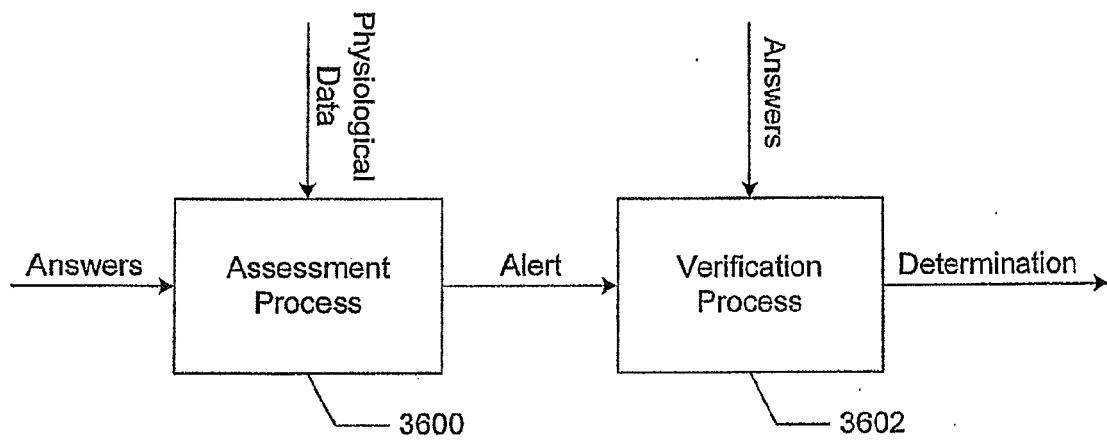 Physiological
Data
Answers
Answers
Assessment
Process
Alert
Verification
Process
Determination
3600
3602